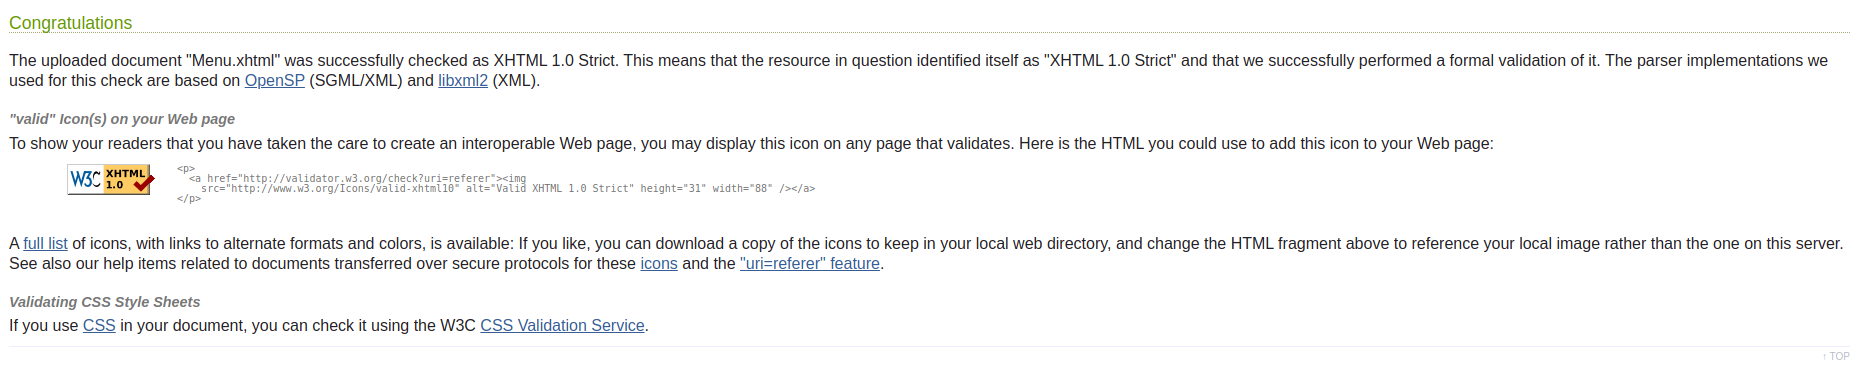 Congratulations
The uploaded document "Menu.xhtml" was successfully checked as XHTML 1.0 Strict. This means that the resource in question identified itself as "XHTML 1.0 Strict" and that we successfully performed a formal validation of it. The parser implementations we
used for this check are based on OpenSP (SGML/XML) and libxml2 (XML).
"valid" Icon(s) on your Web page
To show your readers that you have taken the care to create an interoperable Web page, you may display this icon on any page that validates. Here is the HTML you could use to add this icon to your Web page:
W3C XHTML 1.0
<p>
  <a href="http://validator.w3.org/check?uri=referer"><img
    src="http://www.w3.org/Icons/valid-xhtml10" alt="Valid XHTML 1.0 Strict" height="31" width="88" /></a>
</p>
A full list of icons, with links to alternate formats and colors, is available: If you like, you can download a copy of the icons to keep in your local web directory, and change the HTML fragment above to reference your local image rather than the one on this server.
See also our help items related to documents transferred over secure protocols for these icons and the "uri=referer" feature.
Validating CSS Style Sheets
If you use CSS in your document, you can check it using the W3C CSS Validation Service.
↑ TOP